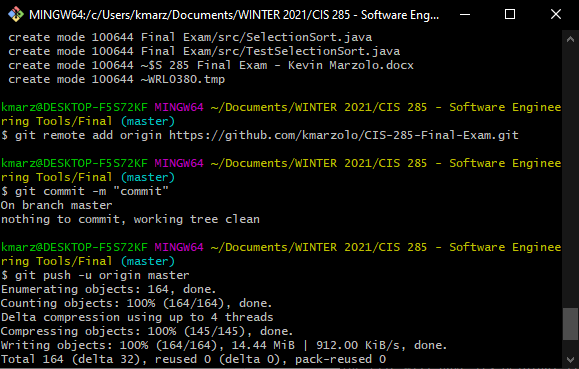 MINGW64:/c/Users/kmarz/Documents/WINTER 2021/CIS 285 - Software Eng...
create mode 100644 Final Exam/src/SelectionSort.java
create mode 100644 Final Exam/src/TestSelectionSort.java
create mode 100644 ~$S 285 Final Exam - Kevin Marzolo.docx
create mode 100644 ~WRL0380.tmp
kmarz@DESKTOP-F5S72KF MINGW64 ~/Documents/WINTER 2021/CIS 285 - Software Enginee
ring Tools/Final (master)
$ git remote add origin https://github.com/kmarzolo/CIS-285-Final-Exam.git
kmarz@DESKTOP-F5S72KF MINGW64 ~/Documents/WINTER 2021/CIS 285 - Software Enginee
ring Tools/Final (master)
$ git commit -m "commit"
On branch master
nothing to commit, working tree clean
kmarz@DESKTOP-F5S72KF MINGW64 ~/Documents/WINTER 2021/CIS 285 - Software Enginee
ring Tools/Final (master)
$ git push -u origin master
Enumerating objects: 164, done.
Counting objects: 100% (164/164), done.
Delta compression using up to 4 threads
Compressing objects: 100% (145/145), done.
Writing objects: 100% (164/164), 14.44 MiB | 912.00 KiB/s, done.
Total 164 (delta 32), reused 0 (delta 0), pack-reused 0